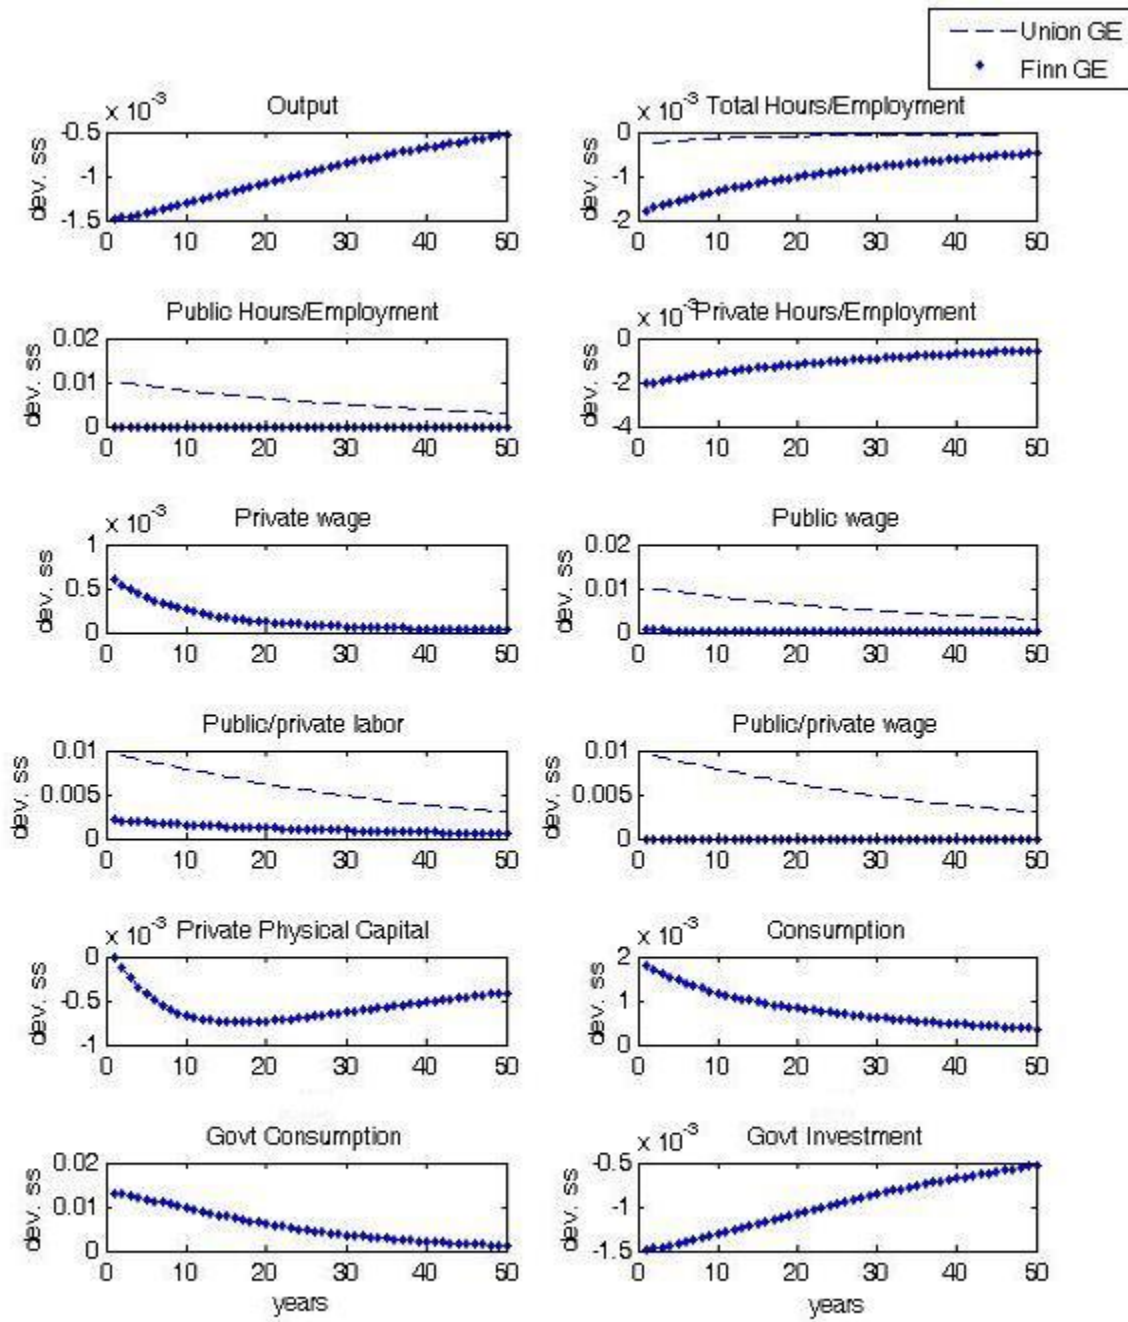 Union GE
Finn GE
x 10⁻³
Output
dev. ss
-0.5
-1
-1.5
0 10 20 30 40 50
x 10⁻³
Total Hours/Employment
dev. ss
0
-1
-2
0 10 20 30 40 50
Public Hours/Employment
dev. ss
0.02
0.01
0
0 10 20 30 40 50
x 10⁻³
Private Hours/Employment
dev. ss
0
-2
-4
0 10 20 30 40 50
x 10⁻³
Private wage
dev. ss
1
0.5
0
0 10 20 30 40 50
Public wage
dev. ss
0.02
0.01
0
0 10 20 30 40 50
Public/private labor
dev. ss
0.01
0.005
0
0 10 20 30 40 50
Public/private wage
dev. ss
0.01
0.005
0
0 10 20 30 40 50
x 10⁻³
Private Physical Capital
dev. ss
0
-0.5
-1
0 10 20 30 40 50
x 10⁻³
Consumption
dev. ss
2
1
0
0 10 20 30 40 50
Govt Consumption
dev. ss
0.02
0.01
0
0 10 20 30 40 50
years
x 10⁻³
Govt Investment
dev. ss
-0.5
-1
-1.5
0 10 20 30 40 50
years